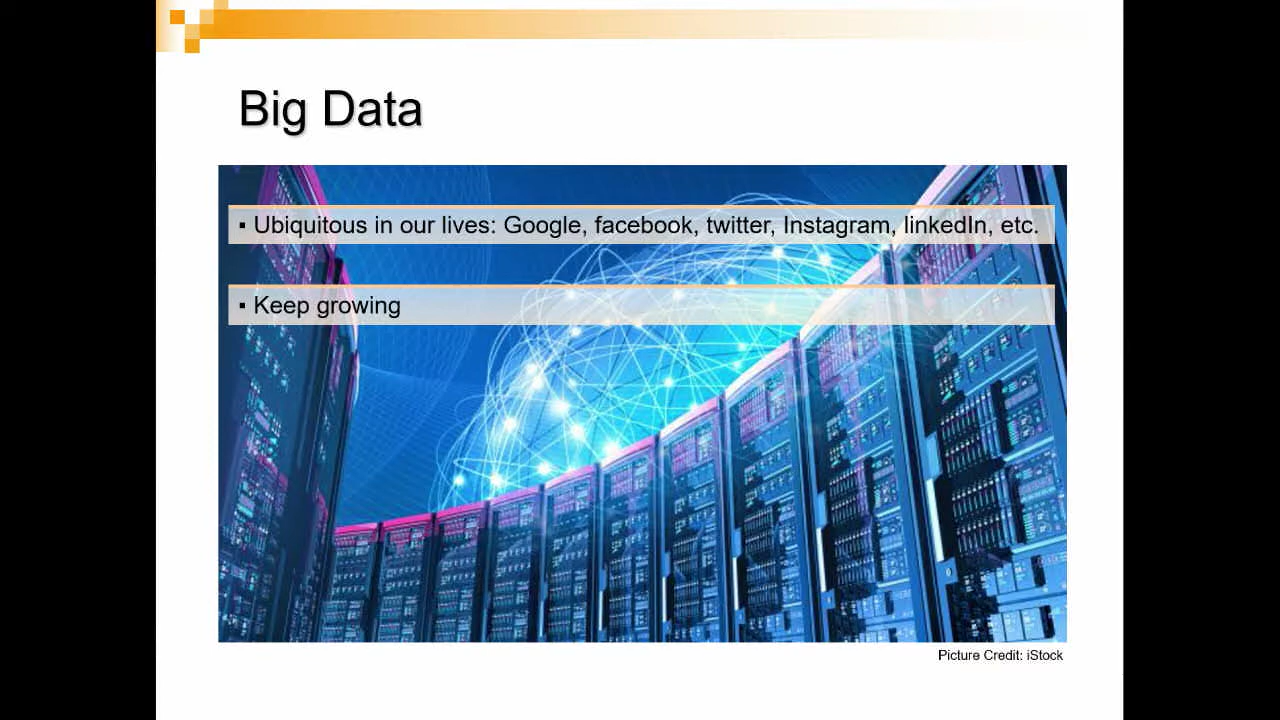 Big Data
▪ Ubiquitous in our lives: Google, facebook, twitter, Instagram, linkedIn, etc.
▪ Keep growing
Picture Credit: iStock